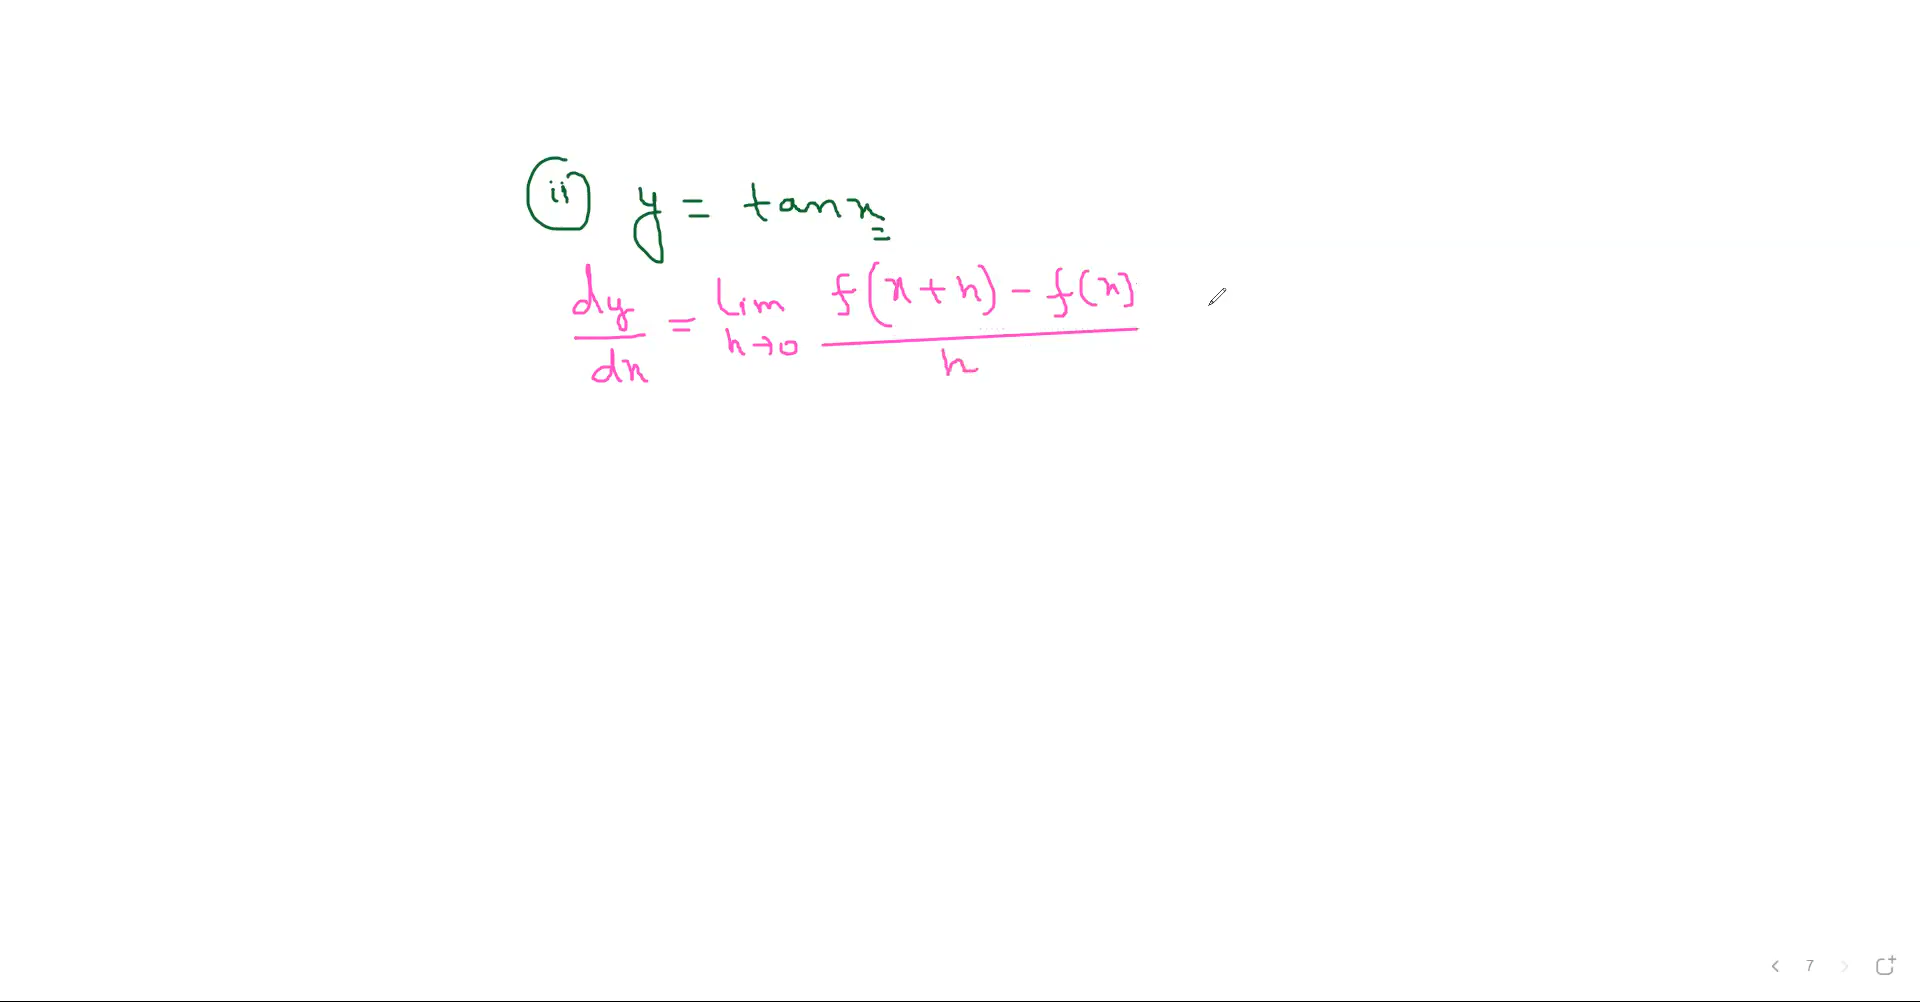 ii y = tanx
dy/dx = Lim h→0 f(x+h) - f(x) / h
7